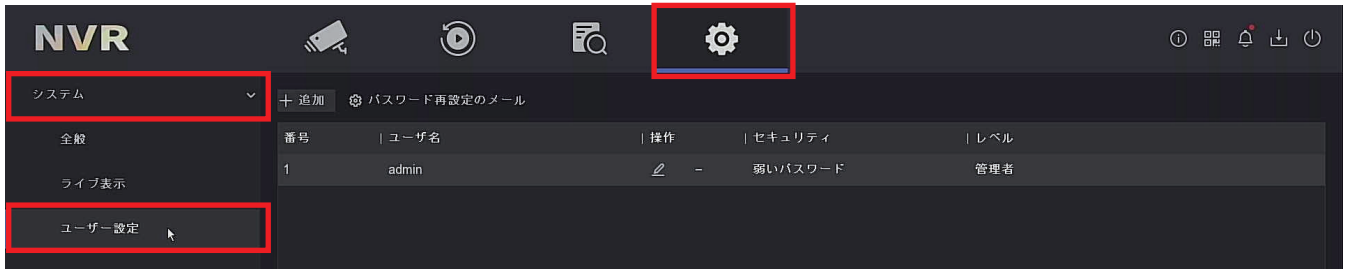 NVR
システム
+ 追加 パスワード再設定のメール
全般
ライブ表示
ユーザー設定
番号 | ユーザ名 | 操作 | セキュリティ | レベル
1 admin – 弱いパスワード 管理者